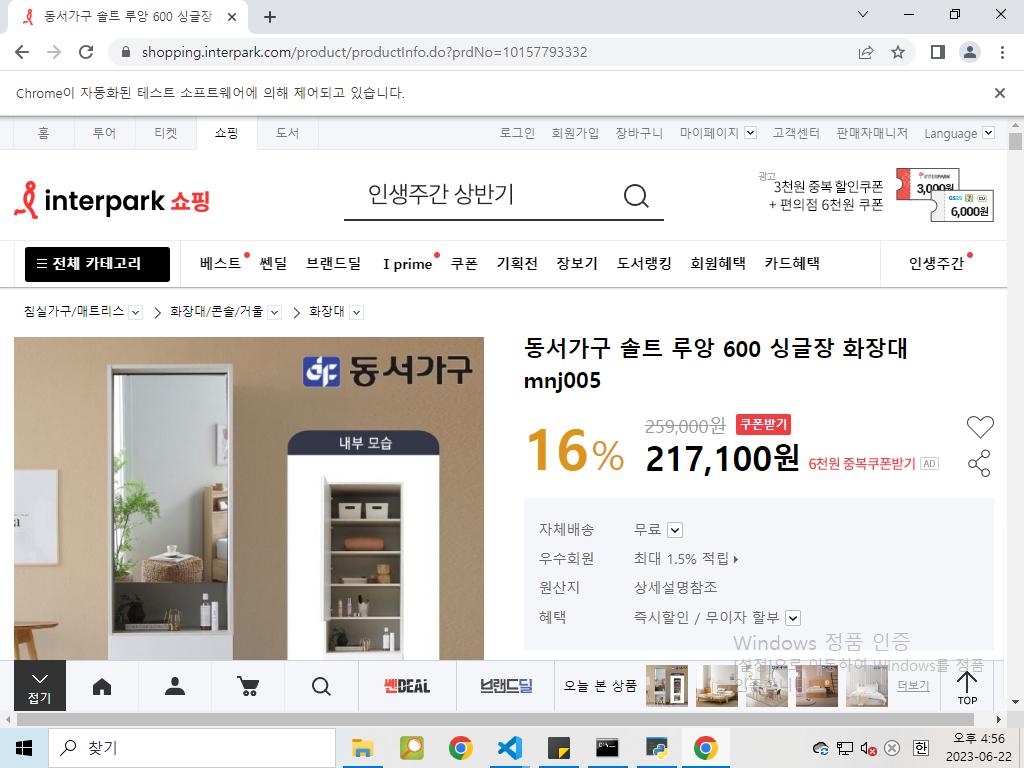 동서가구 솔트 루앙 600 싱글장
shopping.interpark.com/product/productInfo.do?prdNo=10157793332
Chrome이 자동화된 테스트 소프트웨어에 의해 제어되고 있습니다.
홈 투어 티켓 쇼핑 도서 로그인 회원가입 장바구니 마이페이지 고객센터 판매자매니저 Language
interpark 쇼핑
인생주간 상반기
광고
3천원 중복 할인쿠폰
+ 편의점 6천원 쿠폰
INTERPARK
3,000원
GS25 CU
6,000원
전체 카테고리 베스트 쎈딜 브랜드딜 I prime 쿠폰 기획전 장보기 도서랭킹 회원혜택 카드혜택 인생주간
침실가구/매트리스 화장대/콘솔/거울 화장대
동서가구
내부 모습
동서가구 솔트 루앙 600 싱글장 화장대
mnj005
16%
259,000원 쿠폰받기
217,100원 6천원 중복쿠폰받기 AD
자체배송 무료
우수회원 최대 1.5% 적립
원산지 상세설명참조
혜택 즉시할인 / 무이자 할부
Windows 정품 인증
[설정]으로 이동하여 Windows를 정품
접기
쎈DEAL
브랜드딜
오늘 본 상품
더보기
TOP
찾기
한
오후 4:56
2023-06-22